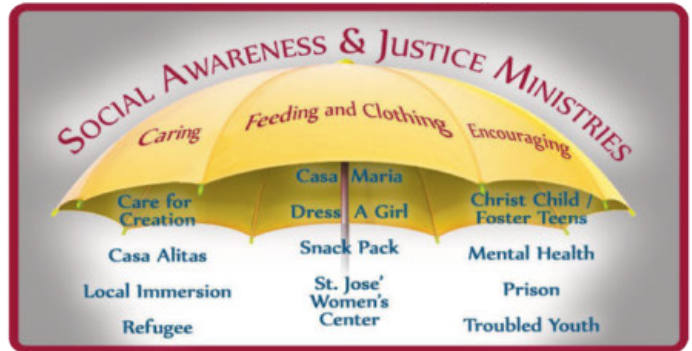 SOCIAL AWARENESS & JUSTICE MINISTRIES
Caring
Feeding and Clothing
Encouraging
Care for
Creation
Casa Alitas
Local Immersion
Refugee
Casa Maria
Dress A Girl
Snack Pack
St. Jose'
Women's
Center
Christ Child /
Foster Teens
Mental Health
Prison
Troubled Youth